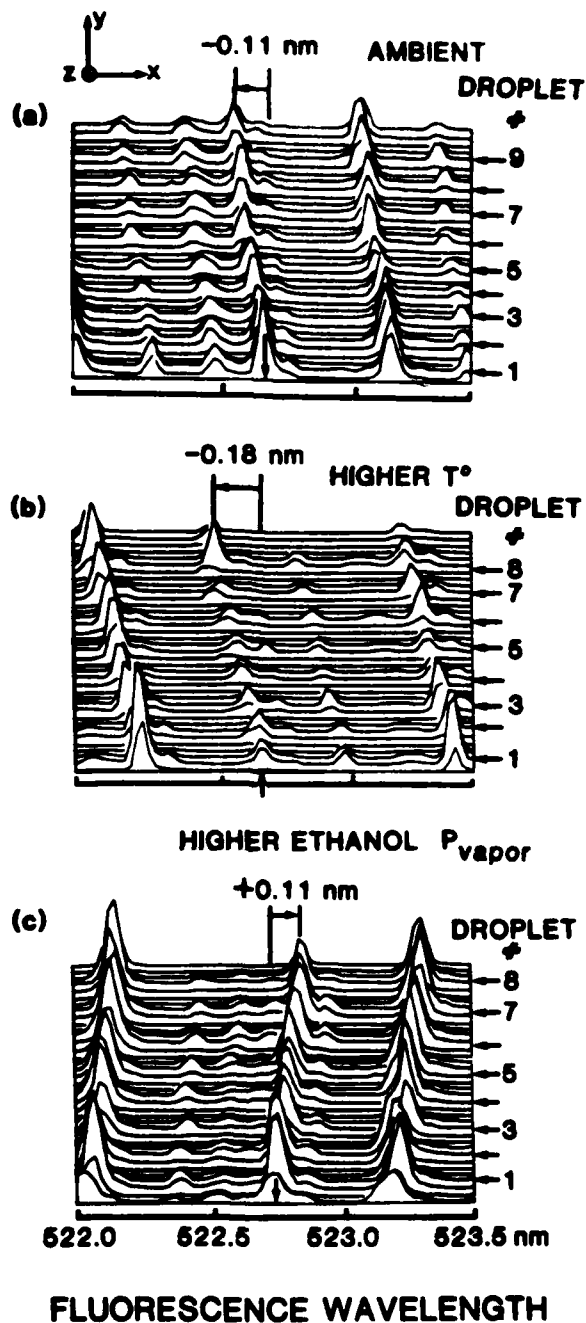 y
−0.11 nm
AMBIENT
z
x
DROPLET
(a)
9
7
5
3
1
−0.18 nm
HIGHER T°
(b)
DROPLET
8
7
5
3
1
HIGHER ETHANOL Pvapor
+0.11 nm
(c)
DROPLET
8
7
5
3
1
522.0
522.5
523.0
523.5 nm
FLUORESCENCE WAVELENGTH